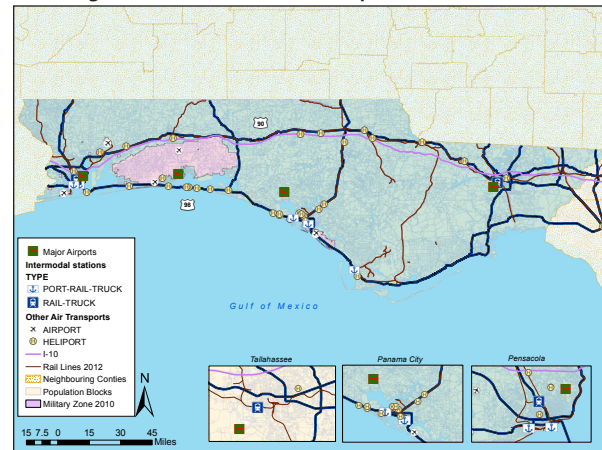 90
98
Gulf of Mexico
Major Airports
Intermodal stations
TYPE
PORT-RAIL-TRUCK
RAIL-TRUCK
Other Air Transports
AIRPORT
HELIPORT
I-10
Rail Lines 2012
Neighbouring Conties
Population Blocks
Military Zone 2010
N
15 7.5 0 15 30 45
Miles
Tallahassee
Panama City
Pensacola